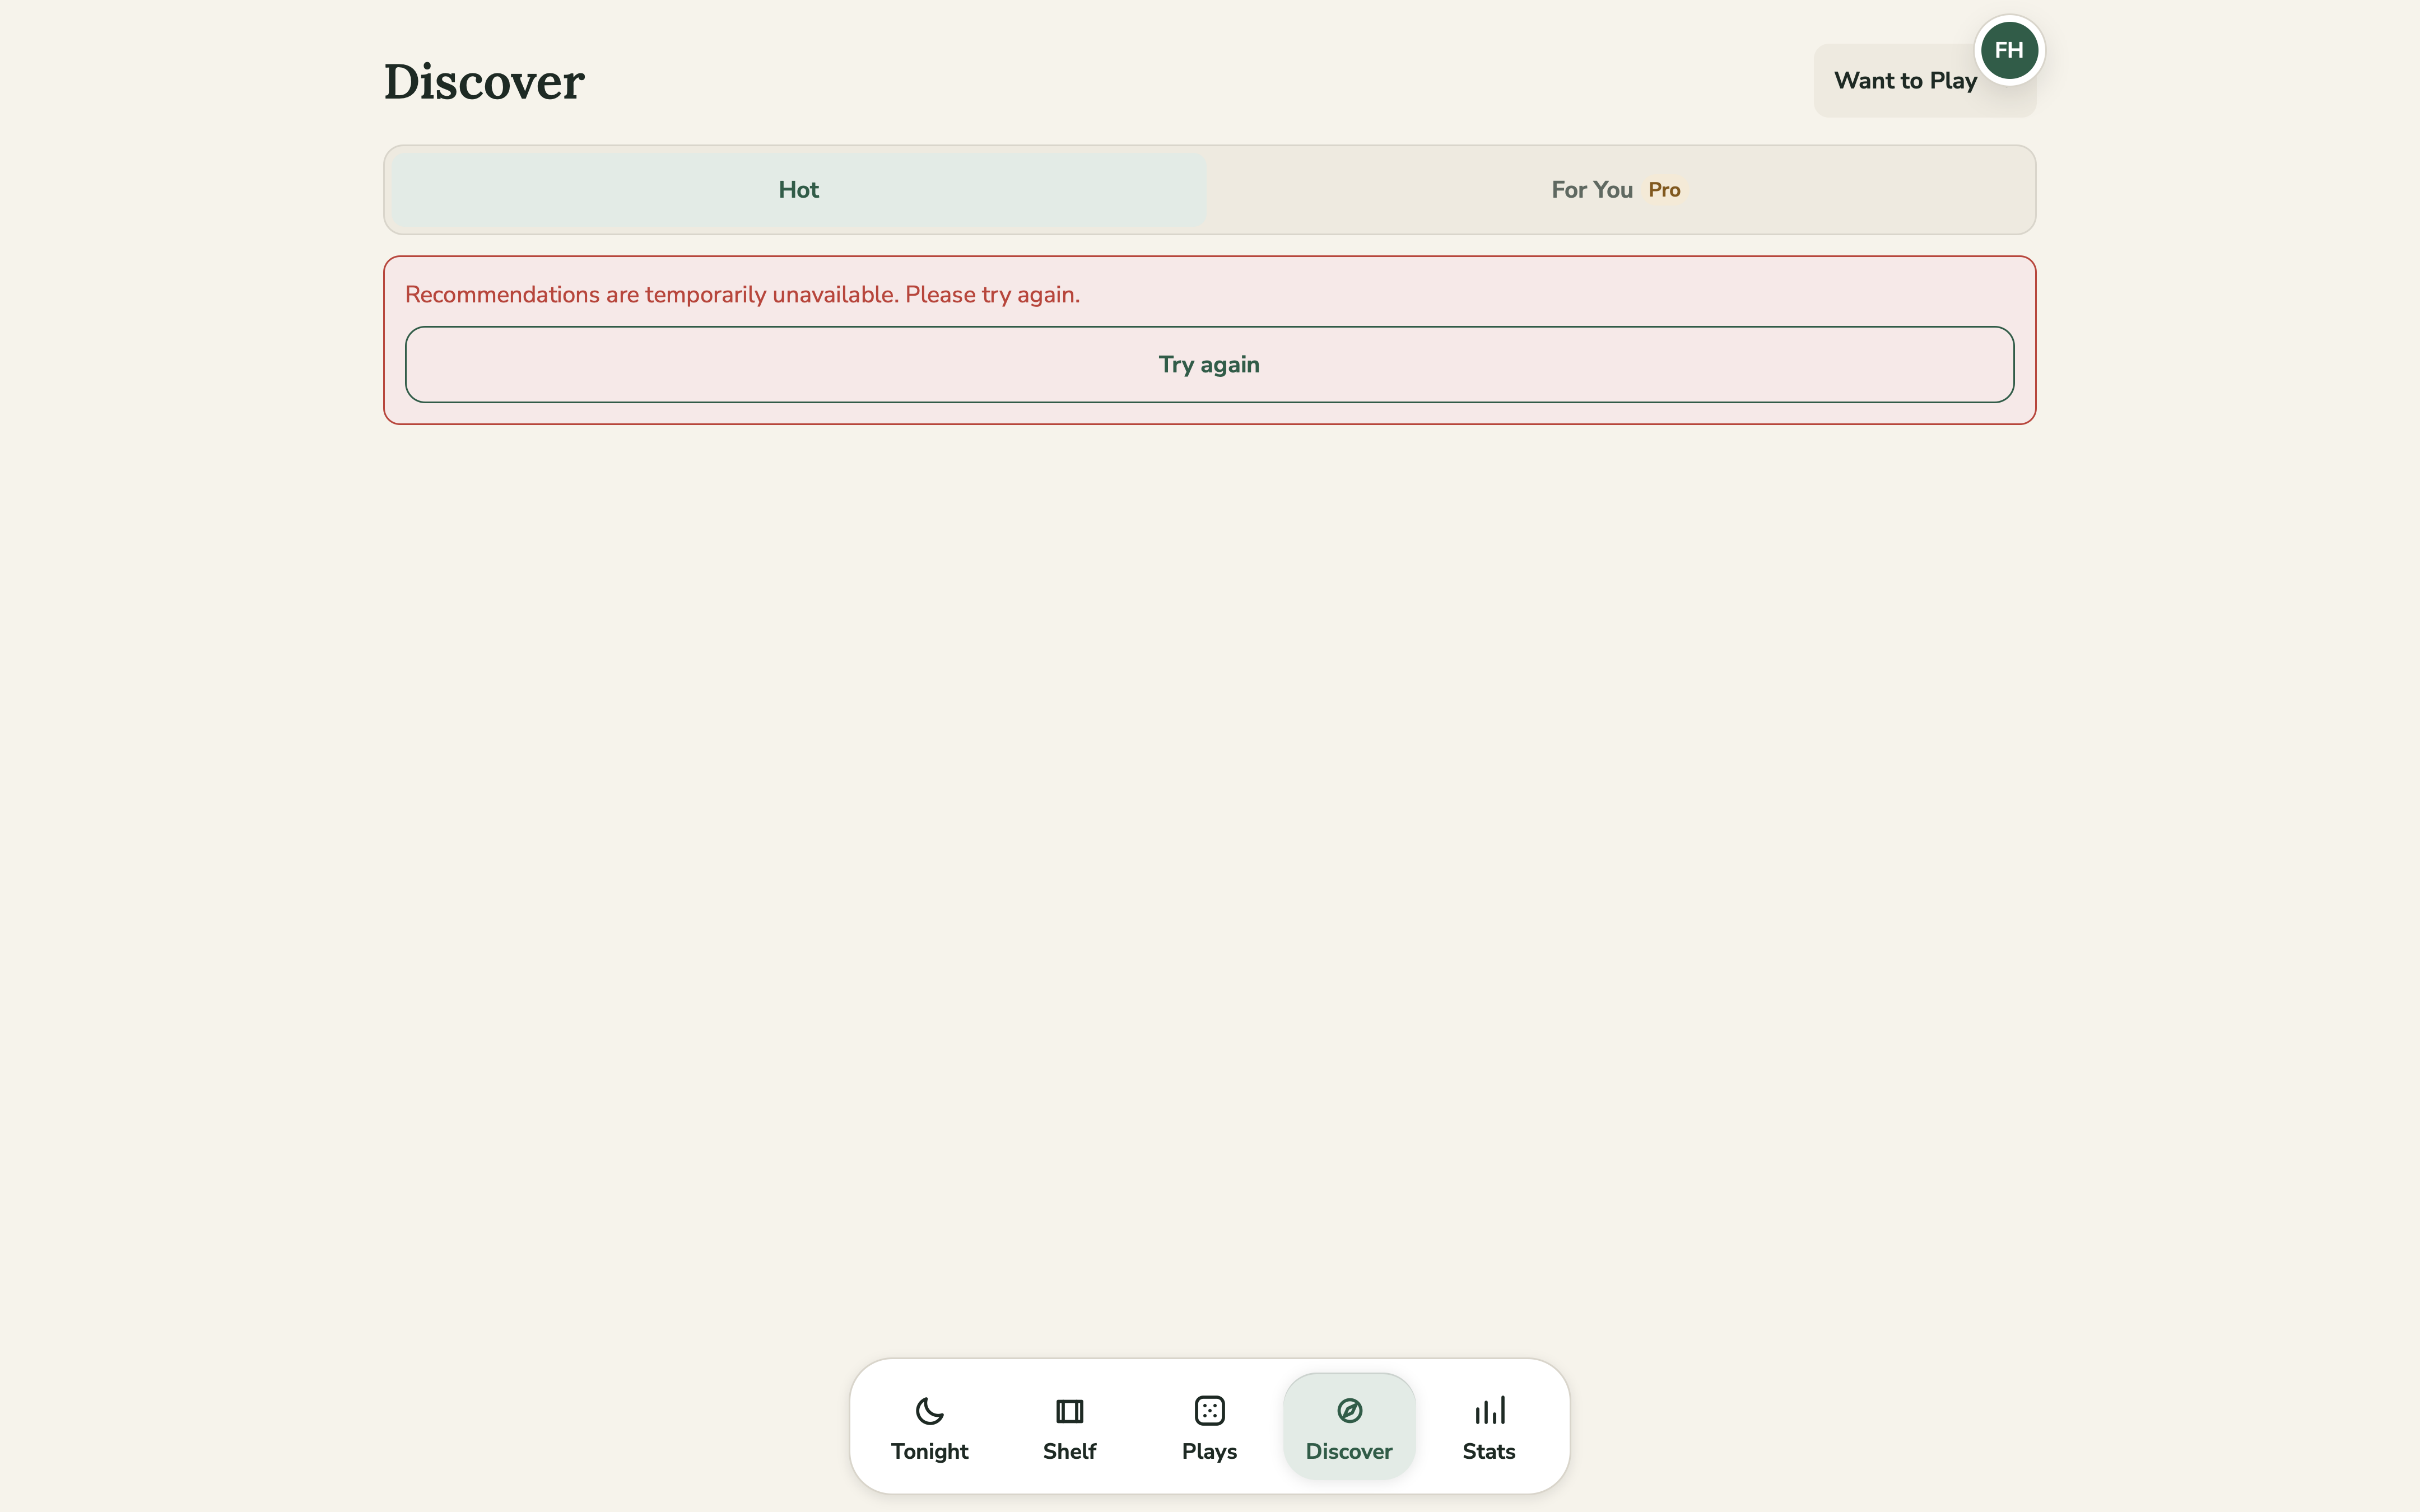 Discover
Want to Play
FH
Hot
For You Pro
Recommendations are temporarily unavailable. Please try again.
Try again
Tonight
Shelf
Plays
Discover
Stats